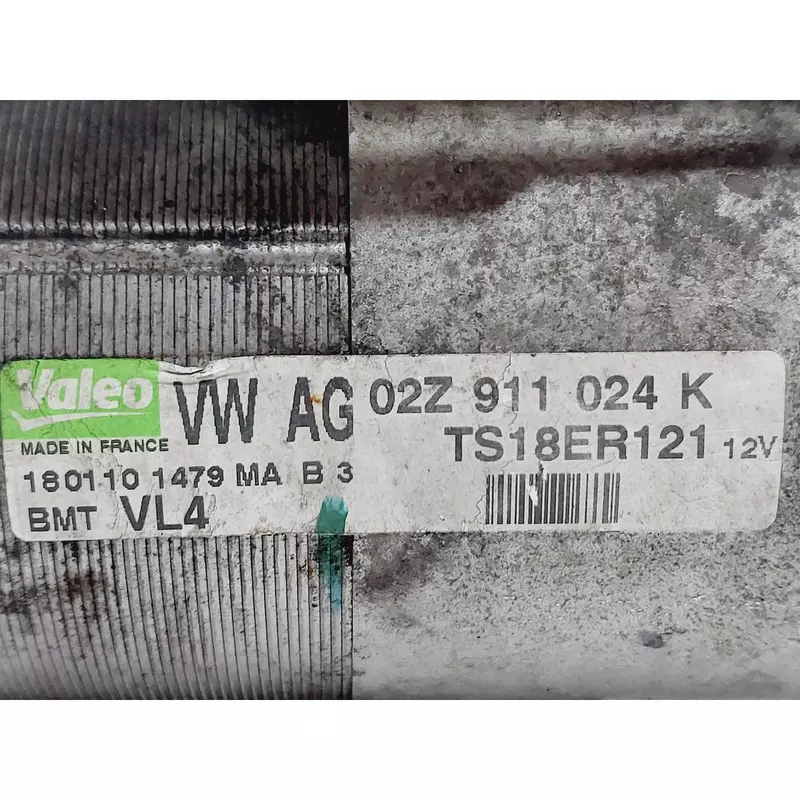 Valeo VW AG 02Z 911 024 K
MADE IN FRANCE TS18ER121 12V
180110 1479 MA B 3
BMT VL4